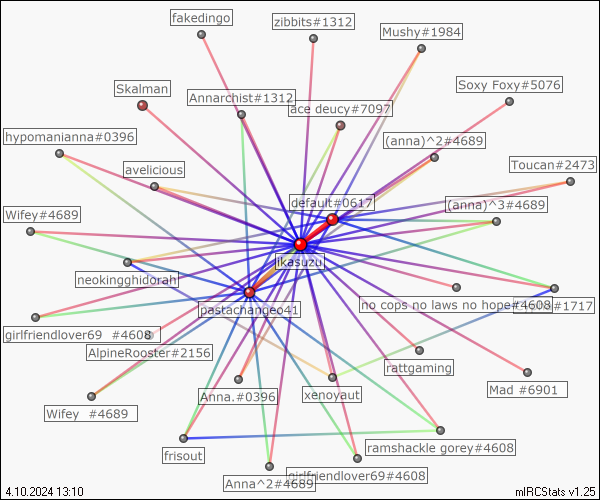 fakedingo
zibbits#1312
Mushy#1984
Skalman
Annarchist#1312
ace deucy#7097
Soxy Foxy#5076
hypomanianna#0396
(anna)^2#4689
avelicious
Toucan#2473
default#0617
(anna)^3#4689
Wifey#4689
ikasuzu
neokingghidorah
pastachangeo41
no cops no laws no hope#4608
#1717
girlfriendlover69 #4608
AlpineRooster#2156
rattgaming
Anna.#0396
xenoyaut
Mad #6901
Wifey #4689
frisout
ramshackle gorey#4608
Anna^2#4689
girlfriendlover69#4608
4.10.2024 13:10
mIRCStats v1.25